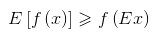 E [f (x)] ⩾ f (Ex)